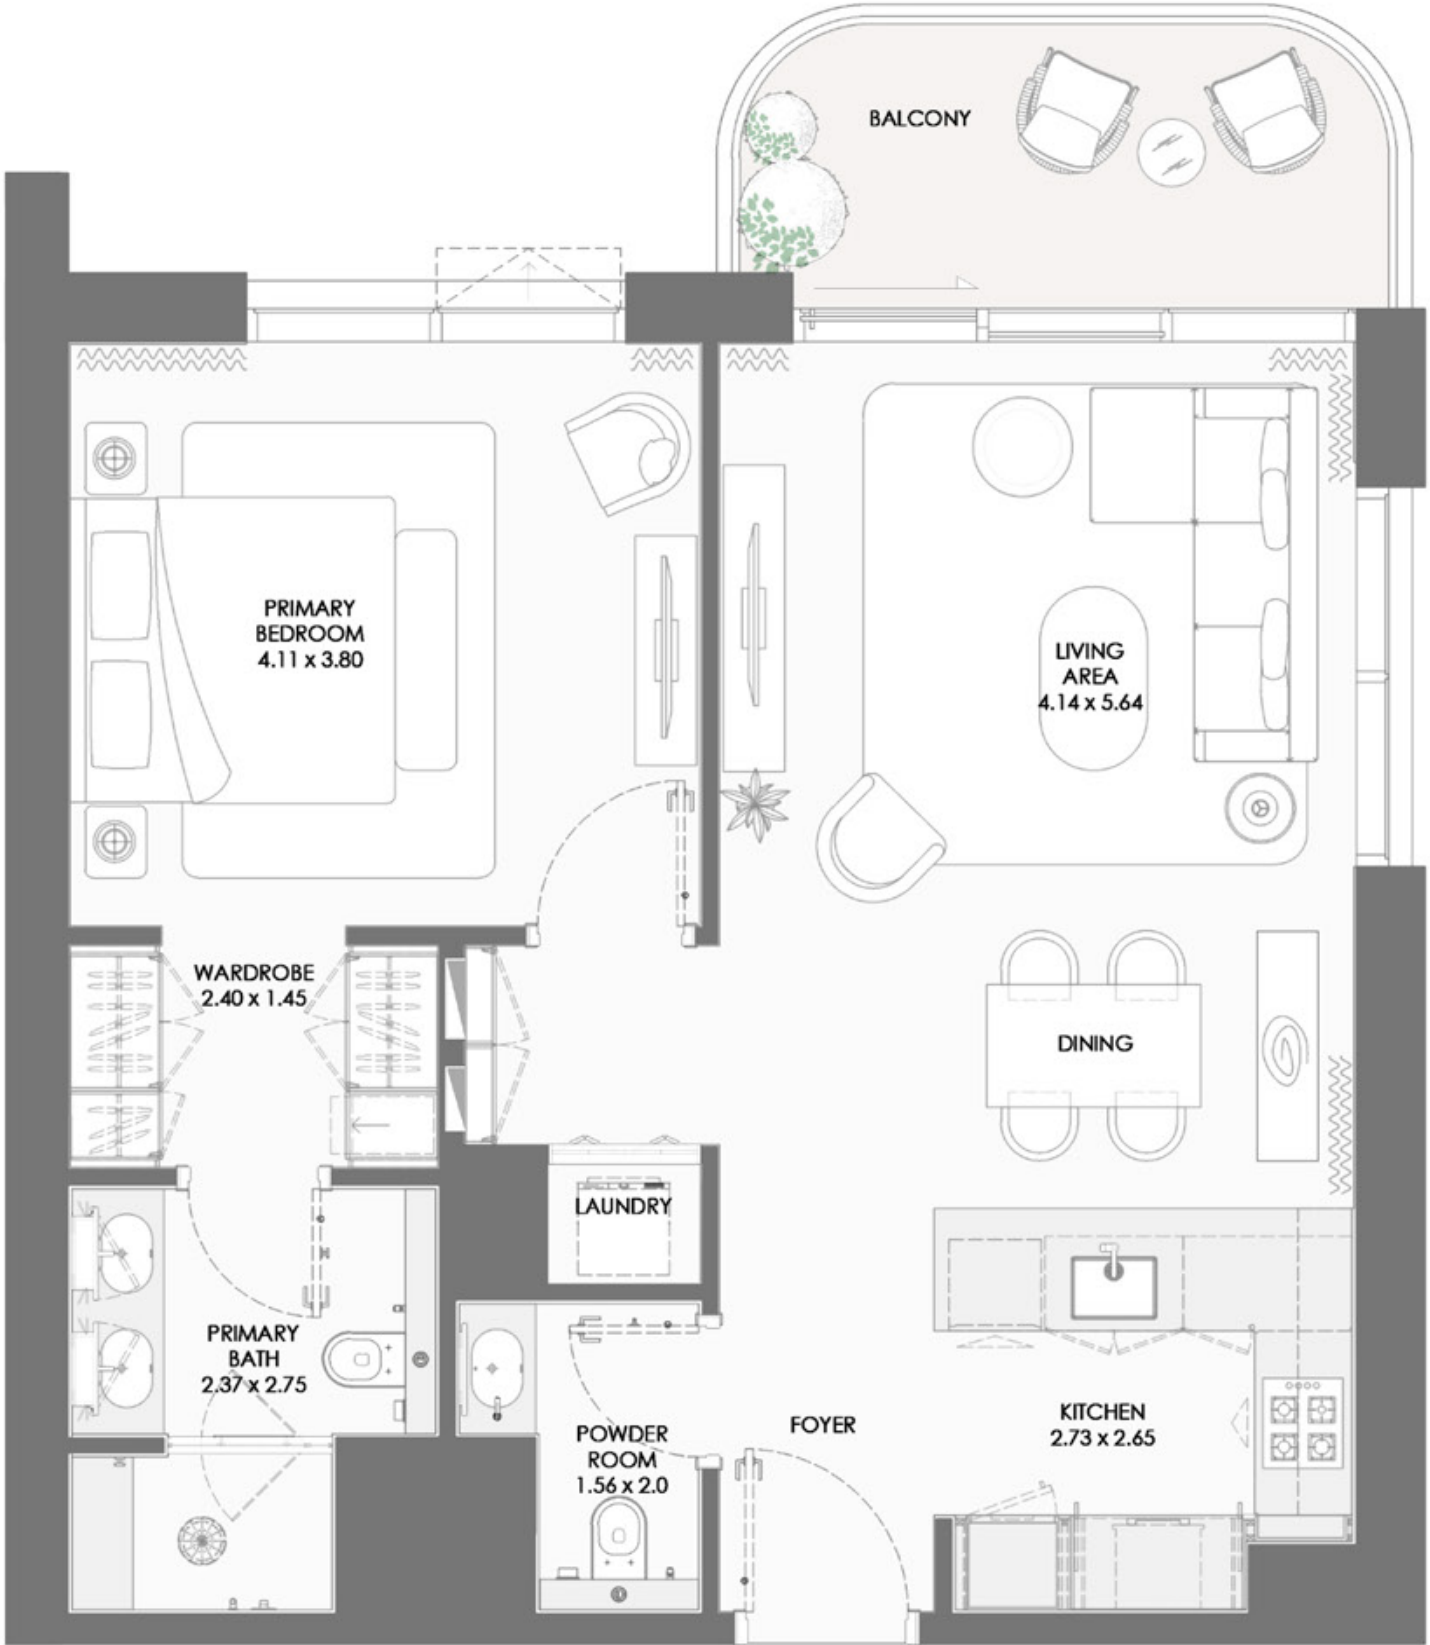 BALCONY
PRIMARY
BEDROOM
4.11 x 3.80
LIVING
AREA
4.14 x 5.64
WARDROBE
2.40 x 1.45
DINING
LAUNDRY
PRIMARY
BATH
2.37 x 2.75
POWDER
ROOM
1.56 x 2.0
FOYER
KITCHEN
2.73 x 2.65